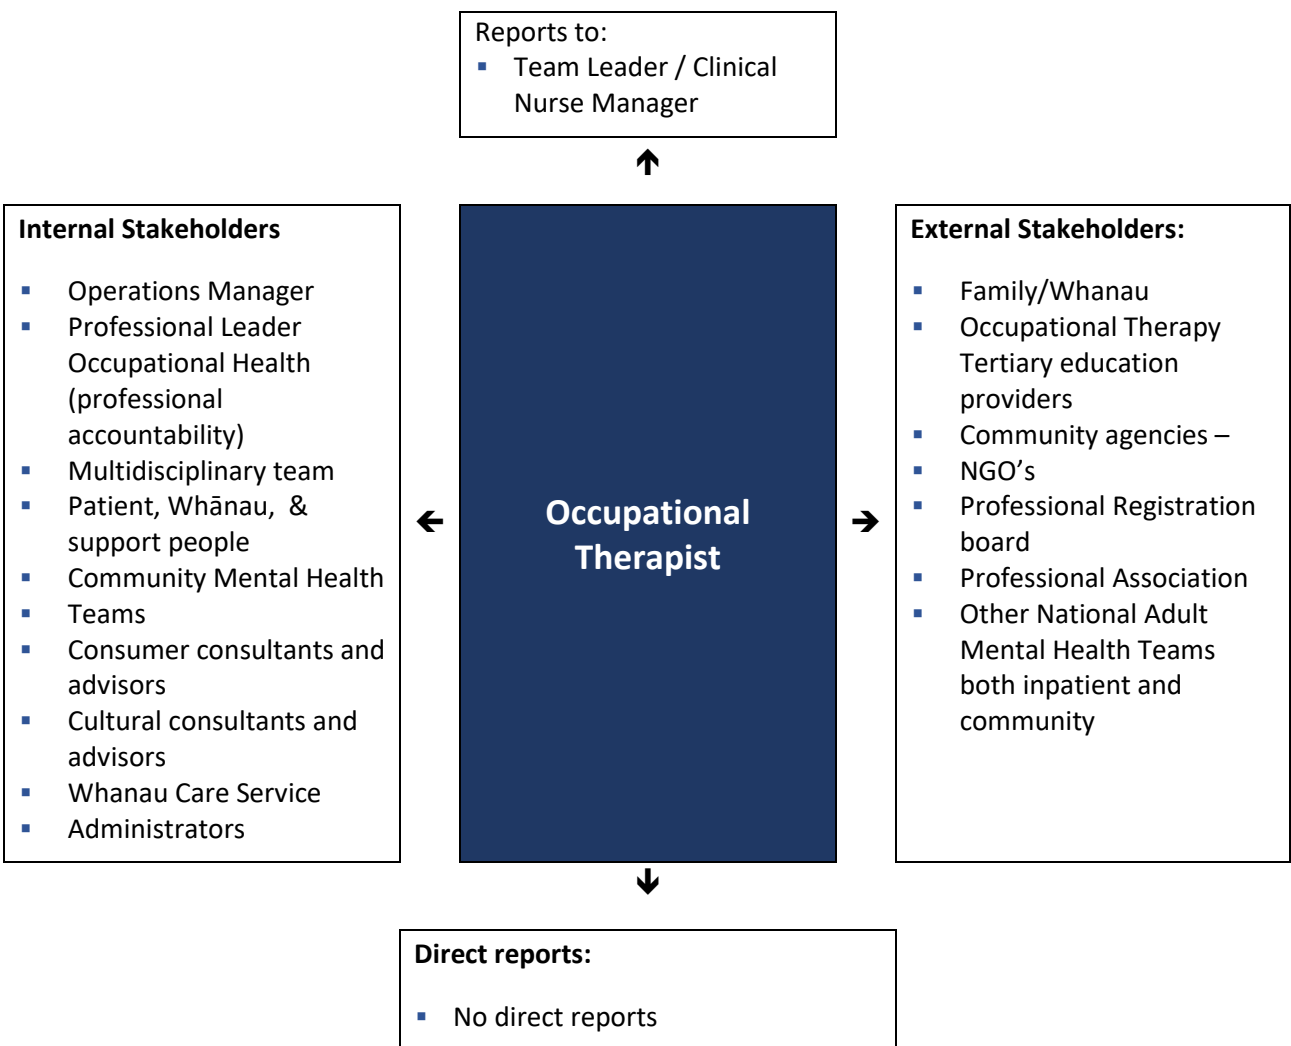 Reports to:
▪ Team Leader / Clinical
Nurse Manager
🡹
Internal Stakeholders
▪ Operations Manager
▪ Professional Leader
Occupational Health
(professional
accountability)
▪ Multidisciplinary team
▪ Patient, Whānau,  &
support people
▪ Community Mental Health
▪ Teams
▪ Consumer consultants and
advisors
▪ Cultural consultants and
advisors
▪ Whanau Care Service
▪ Administrators
🡸
Occupational
Therapist
🡺
External Stakeholders:
▪ Family/Whanau
▪ Occupational Therapy
Tertiary education
providers
▪ Community agencies –
▪ NGO’s
▪ Professional Registration
board
▪ Professional Association
▪ Other National Adult
Mental Health Teams
both inpatient and
community
🡻
Direct reports:
▪ No direct reports